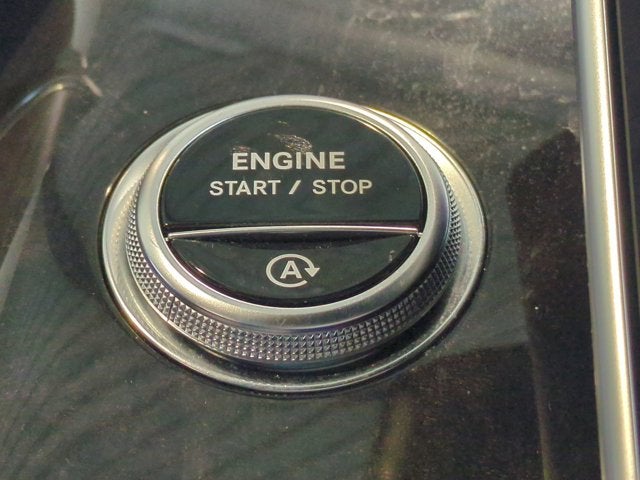 ENGINE
START / STOP
A